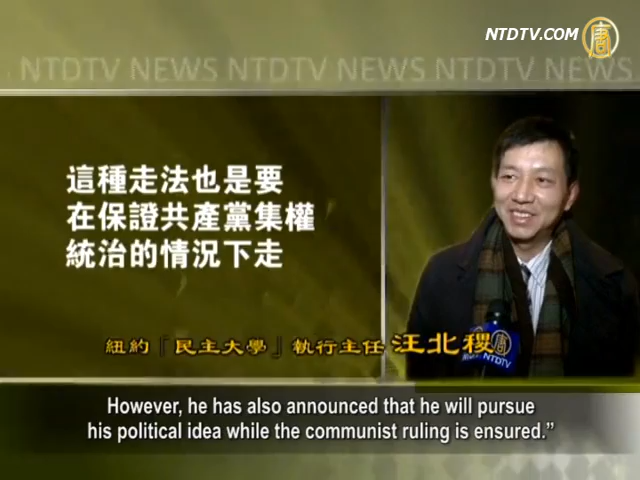 NTDTV.COM 唐
NTDTV NEWS NTDTV NEWS NTDTV NEWS
這種走法也是要
在保證共產黨集權
統治的情況下走
紐約「民主大學」執行主任 汪北稷
唐
NTDTV
However, he has also announced that he will pursue
his political idea while the communist ruling is ensured.”